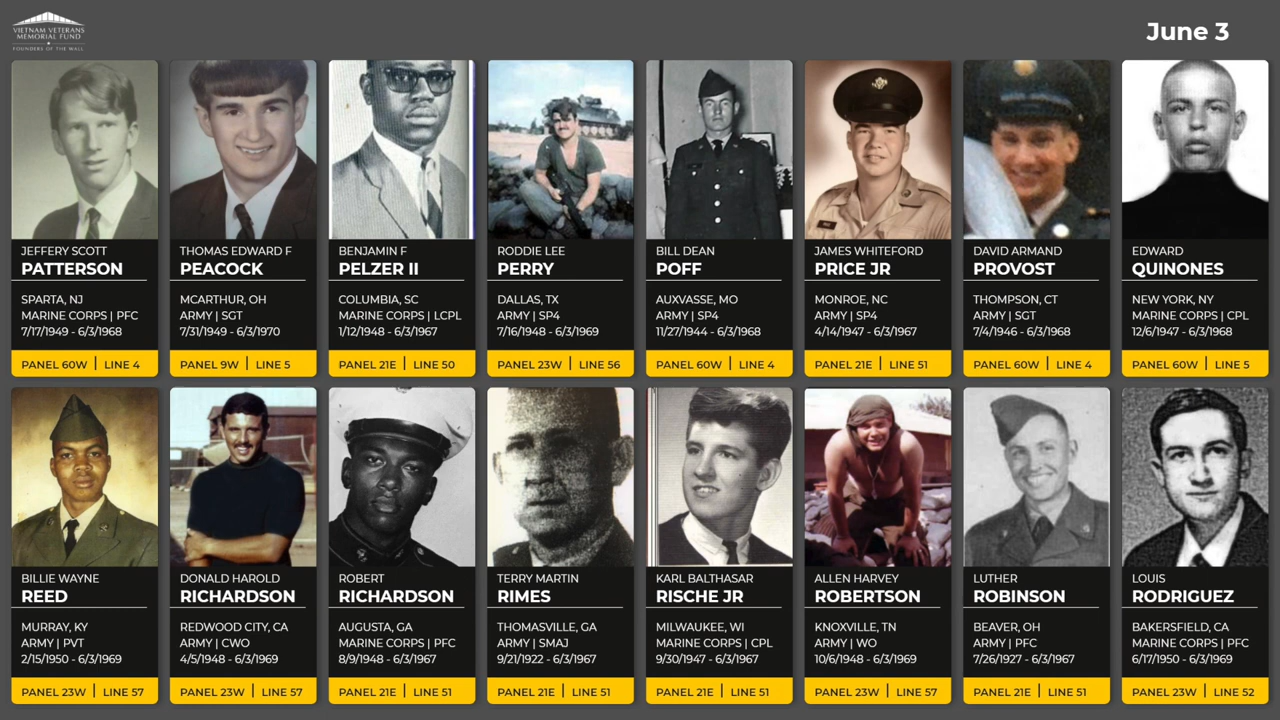 VIETNAM VETERANS
MEMORIAL FUND
FOUNDERS OF THE WALL
June 3
JEFFERY SCOTT
PATTERSON
SPARTA, NJ
MARINE CORPS | PFC
7/17/1949 - 6/3/1968
PANEL 60W | LINE 4
THOMAS EDWARD F
PEACOCK
MCARTHUR, OH
ARMY | SGT
7/31/1949 - 6/3/1970
PANEL 9W | LINE 5
BENJAMIN F
PELZER II
COLUMBIA, SC
MARINE CORPS | LCPL
1/12/1948 - 6/3/1967
PANEL 21E | LINE 50
RODDIE LEE
PERRY
DALLAS, TX
ARMY | SP4
7/16/1948 - 6/3/1969
PANEL 23W | LINE 56
BILL DEAN
POFF
AUXVASSE, MO
ARMY | SP4
11/27/1944 - 6/3/1968
PANEL 60W | LINE 4
JAMES WHITEFORD
PRICE JR
MONROE, NC
ARMY | SP4
4/14/1947 - 6/3/1967
PANEL 21E | LINE 51
DAVID ARMAND
PROVOST
THOMPSON, CT
ARMY | SGT
7/4/1946 - 6/3/1968
PANEL 60W | LINE 4
EDWARD
QUINONES
NEW YORK, NY
MARINE CORPS | CPL
12/6/1947 - 6/3/1968
PANEL 60W | LINE 5
BILLIE WAYNE
REED
MURRAY, KY
ARMY | PVT
2/15/1950 - 6/3/1969
PANEL 23W | LINE 57
DONALD HAROLD
RICHARDSON
REDWOOD CITY, CA
ARMY | CWO
4/5/1948 - 6/3/1969
PANEL 23W | LINE 57
ROBERT
RICHARDSON
AUGUSTA, GA
MARINE CORPS | PFC
8/9/1948 - 6/3/1967
PANEL 21E | LINE 51
TERRY MARTIN
RIMES
THOMASVILLE, GA
ARMY | SMAJ
9/21/1922 - 6/3/1967
PANEL 21E | LINE 51
KARL BALTHASAR
RISCHE JR
MILWAUKEE, WI
MARINE CORPS | CPL
9/30/1947 - 6/3/1967
PANEL 21E | LINE 51
ALLEN HARVEY
ROBERTSON
KNOXVILLE, TN
ARMY | WO
10/6/1948 - 6/3/1969
PANEL 23W | LINE 57
LUTHER
ROBINSON
BEAVER, OH
ARMY | PFC
7/26/1927 - 6/3/1967
PANEL 21E | LINE 51
LOUIS
RODRIGUEZ
BAKERSFIELD, CA
MARINE CORPS | PFC
6/17/1950 - 6/3/1969
PANEL 23W | LINE 52